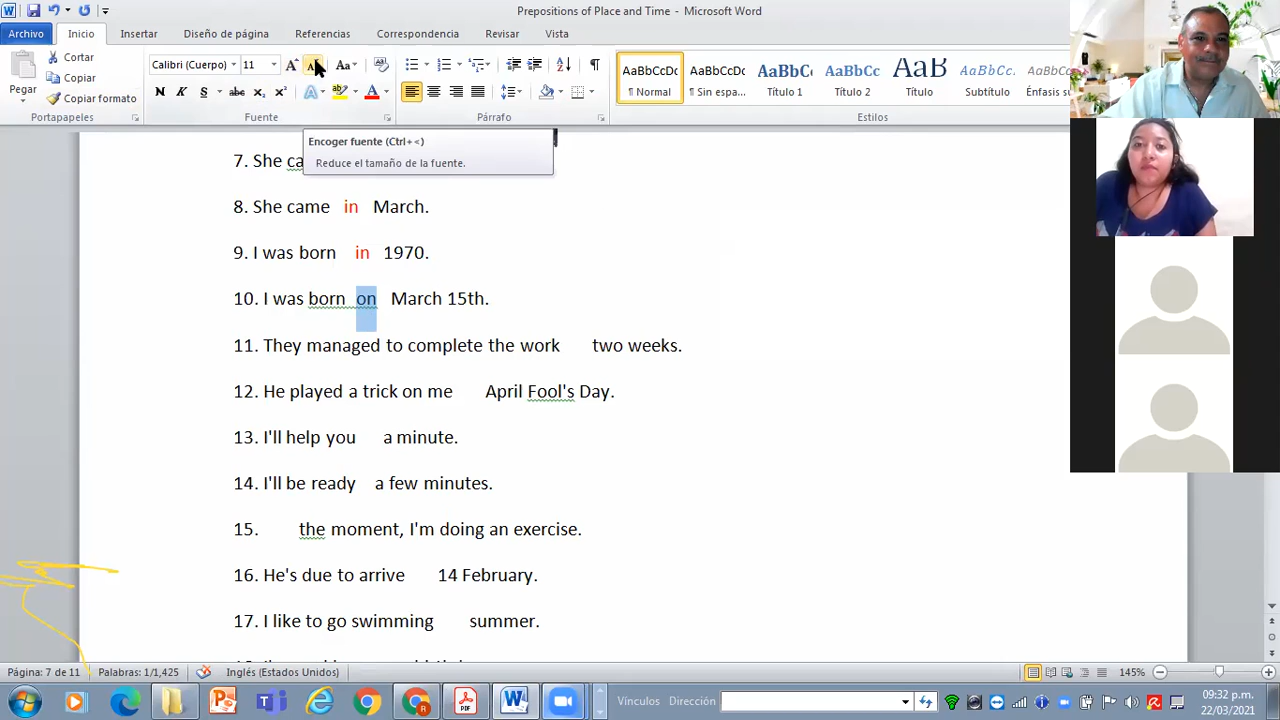 Prepositions of Place and Time - Microsoft Word
Archivo Inicio Insertar Diseño de página Referencias Correspondencia Revisar Vista
Cortar
Copiar
Copiar formato
Pegar
Portapapeles
Calibri (Cuerpo) 11
Fuente
Párrafo
AaBbCcDc AaBbCcDc AaBbC AaBbCc AaB AaBbCc. AaBbCcDc
¶ Normal ¶ Sin espa... Título 1 Título 2 Título Subtítulo Énfasis sutil
Estilos
Encoger fuente (Ctrl+<)
Reduce el tamaño de la fuente.
7. She ca
8. She came in March.
9. I was born in 1970.
10. I was born on March 15th.
11. They managed to complete the work two weeks.
12. He played a trick on me April Fool's Day.
13. I'll help you a minute.
14. I'll be ready a few minutes.
15. the moment, I'm doing an exercise.
16. He's due to arrive 14 February.
17. I like to go swimming summer.
Página: 7 de 11 Palabras: 1/1,425 Inglés (Estados Unidos) 145%
Vínculos Dirección
09:32 p.m.
22/03/2021